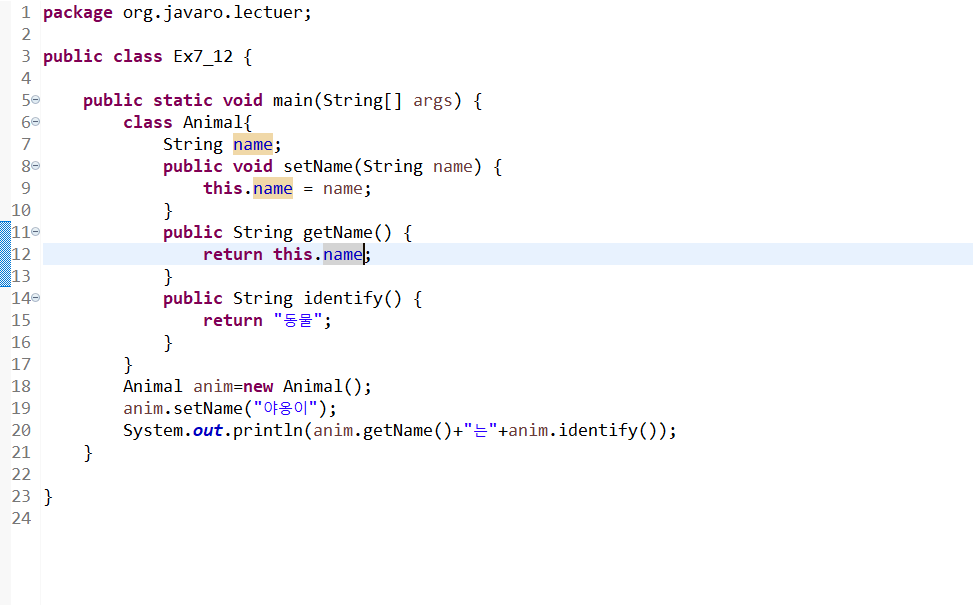 1 package org.javaro.lectuer;
2
3 public class Ex7_12 {
4
5 public static void main(String[] args) {
6 class Animal{
7 String name;
8 public void setName(String name) {
9 this.name = name;
10 }
11 public String getName() {
12 return this.name;
13 }
14 public String identify() {
15 return "동물";
16 }
17 }
18 Animal anim=new Animal();
19 anim.setName("야옹이");
20 System.out.println(anim.getName()+"는"+anim.identify());
21 }
22
23 }
24